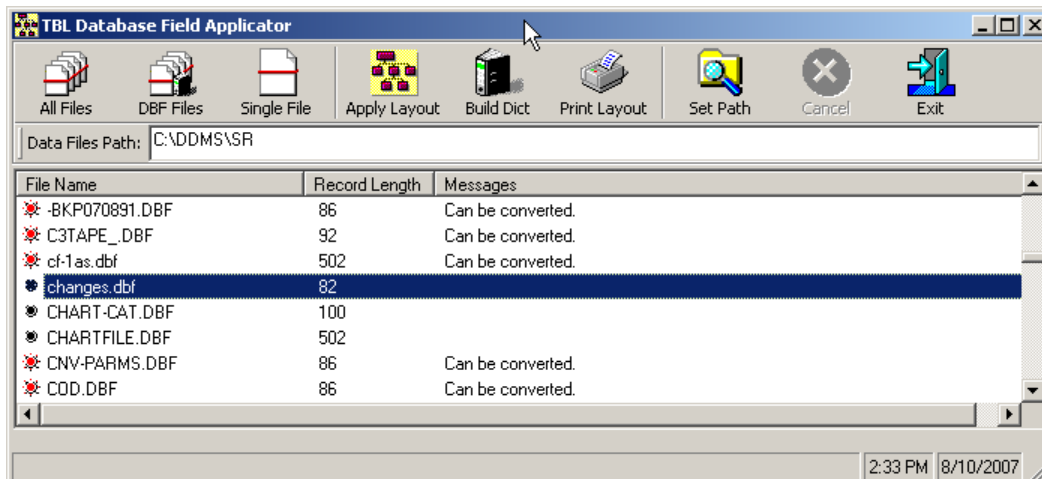 TBL Database Field Applicator
All Files DBF Files Single File Apply Layout Build Dict Print Layout Set Path Cancel Exit
Data Files Path: C:\DDMS\SR
File Name Record Length Messages
-BKP070891.DBF 86 Can be converted.
C3TAPE_.DBF 92 Can be converted.
cf-1as.dbf 502 Can be converted.
changes.dbf 82
CHART-CAT.DBF 100
CHARTFILE.DBF 502
CNV-PARMS.DBF 86 Can be converted.
COD.DBF 86 Can be converted.
2:33 PM 8/10/2007